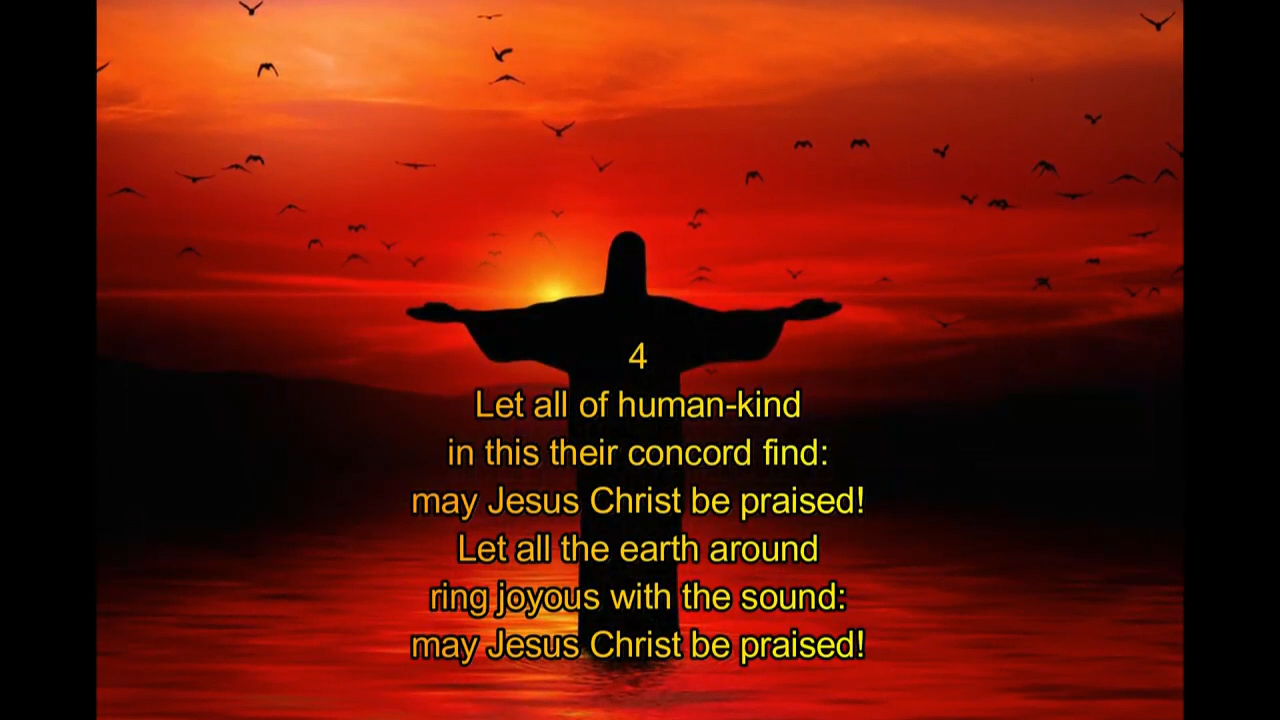 4
Let all of human-kind
in this their concord find:
may Jesus Christ be praised!
Let all the earth around
ring joyous with the sound:
may Jesus Christ be praised!